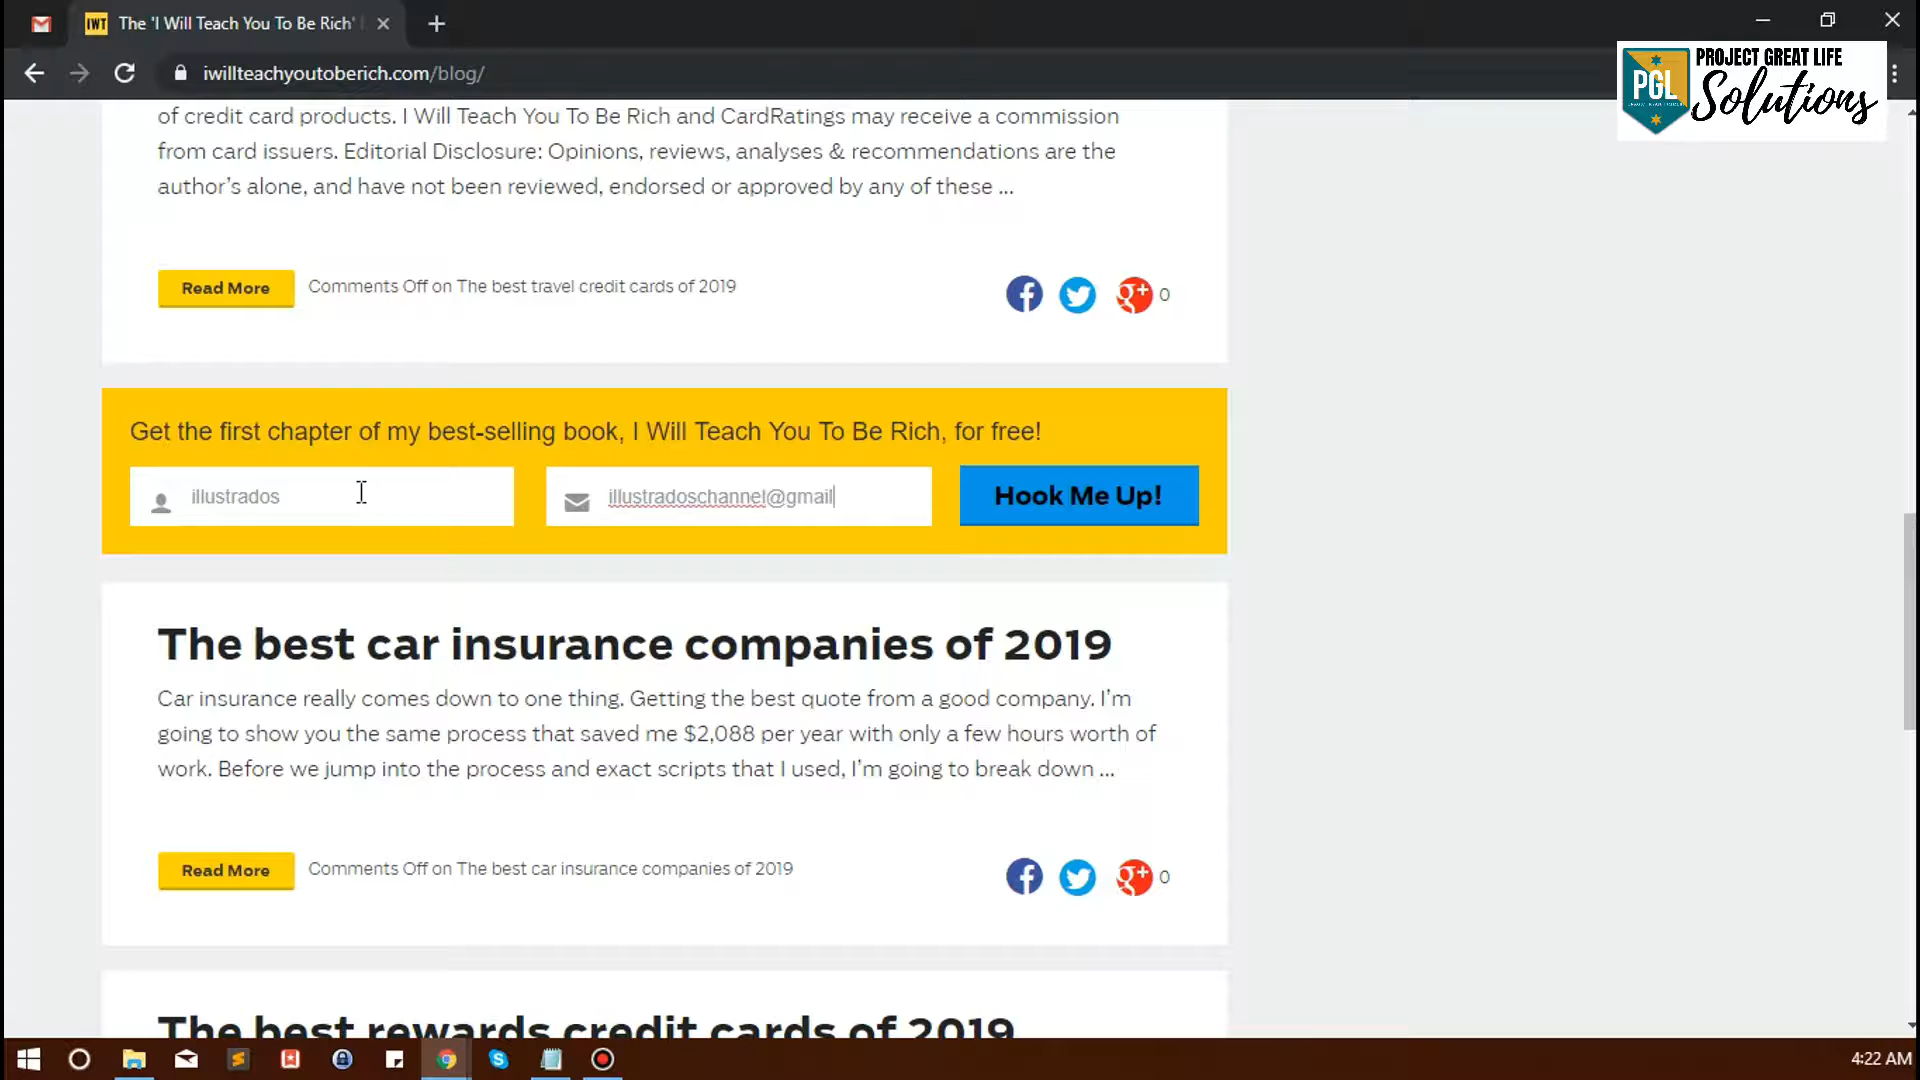 The 'I Will Teach You To Be Rich'
iwillteachyoutoberich.com/blog/
PROJECT GREAT LIFE
PGL
Solutions
of credit card products. I Will Teach You To Be Rich and CardRatings may receive a commission
from card issuers. Editorial Disclosure: Opinions, reviews, analyses & recommendations are the
author's alone, and have not been reviewed, endorsed or approved by any of these ...
Read More
Comments Off on The best travel credit cards of 2019
0
Get the first chapter of my best-selling book, I Will Teach You To Be Rich, for free!
illustrados
illustradoschannel@gmail
Hook Me Up!
The best car insurance companies of 2019
Car insurance really comes down to one thing. Getting the best quote from a good company. I'm
going to show you the same process that saved me $2,088 per year with only a few hours worth of
work. Before we jump into the process and exact scripts that I used, I'm going to break down ...
Read More
Comments Off on The best car insurance companies of 2019
0
The best rewards credit cards of 2019
4:22 AM